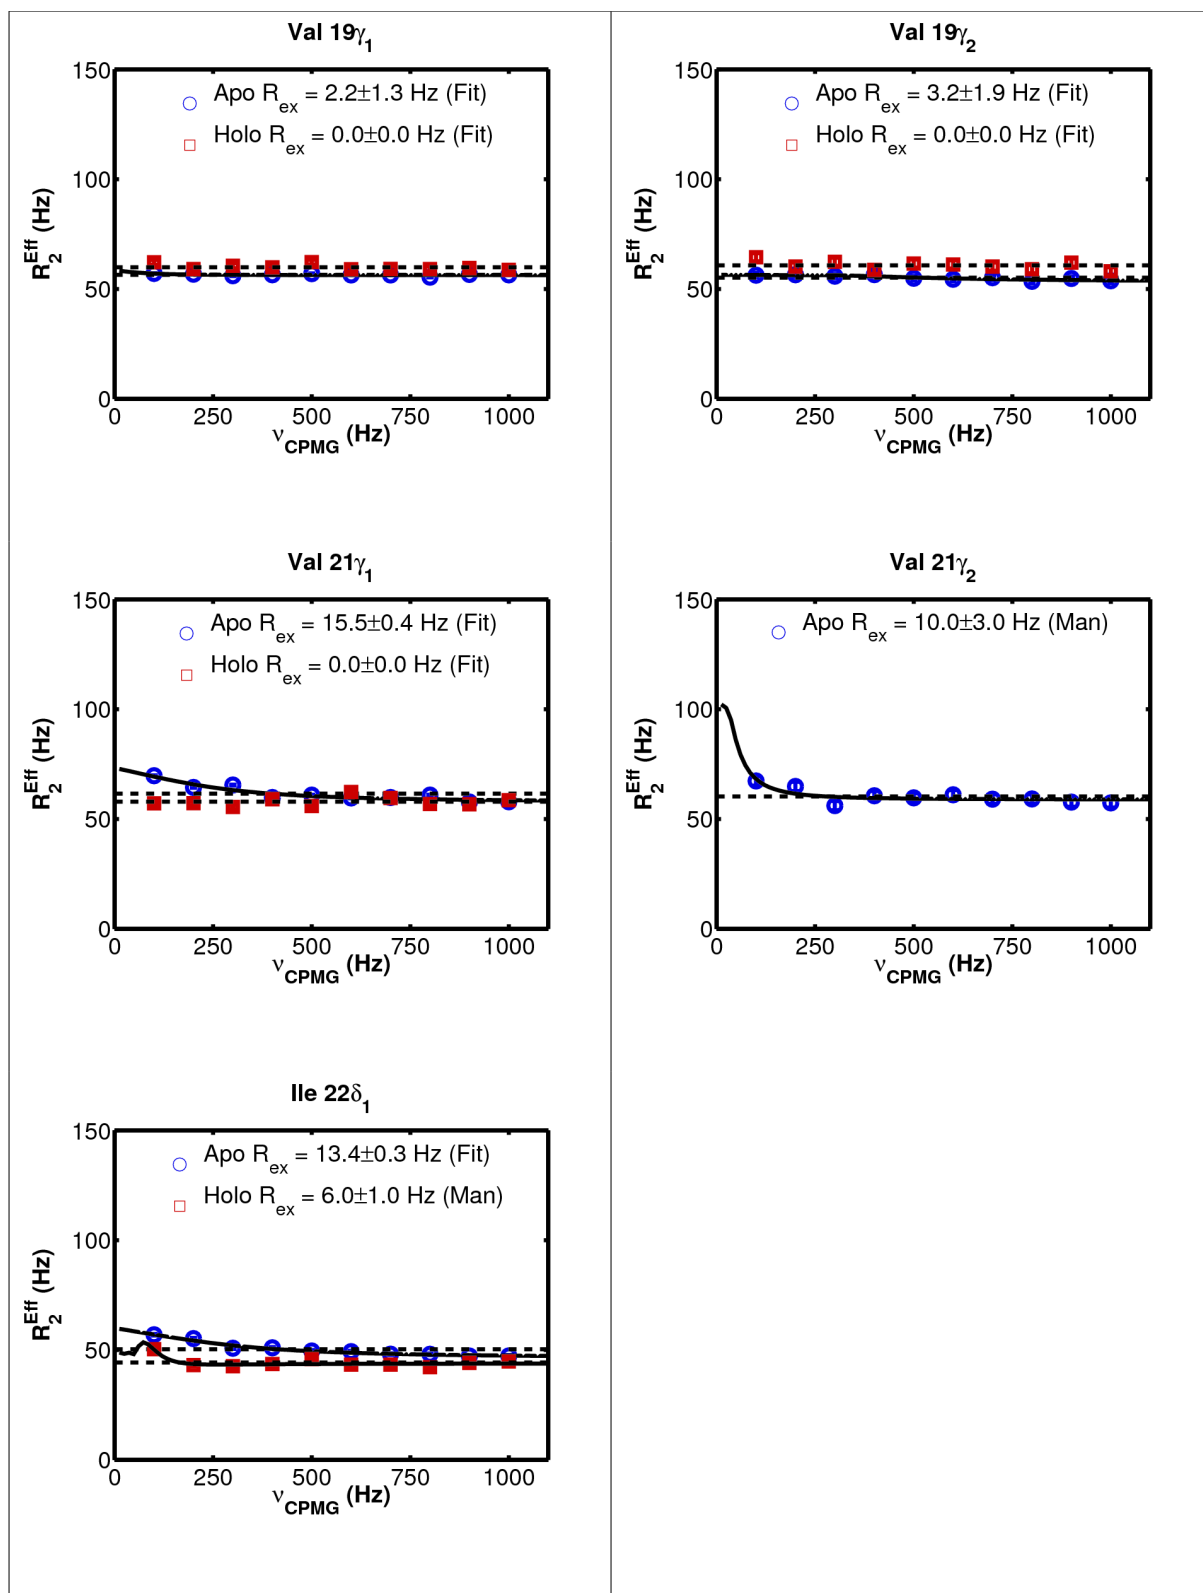 Val 19γ1
150
Apo Rex = 2.2±1.3 Hz (Fit)
Holo Rex = 0.0±0.0 Hz (Fit)
100
R2Eff (Hz)
50
0
0 250 500 750 1000
νCPMG (Hz)
Val 19γ2
150
Apo Rex = 3.2±1.9 Hz (Fit)
Holo Rex = 0.0±0.0 Hz (Fit)
100
R2Eff (Hz)
50
0
0 250 500 750 1000
νCPMG (Hz)
Val 21γ1
150
Apo Rex = 15.5±0.4 Hz (Fit)
Holo Rex = 0.0±0.0 Hz (Fit)
100
R2Eff (Hz)
50
0
0 250 500 750 1000
νCPMG (Hz)
Val 21γ2
150
Apo Rex = 10.0±3.0 Hz (Man)
100
R2Eff (Hz)
50
0
0 250 500 750 1000
νCPMG (Hz)
Ile 22δ1
150
Apo Rex = 13.4±0.3 Hz (Fit)
Holo Rex = 6.0±1.0 Hz (Man)
100
R2Eff (Hz)
50
0
0 250 500 750 1000
νCPMG (Hz)